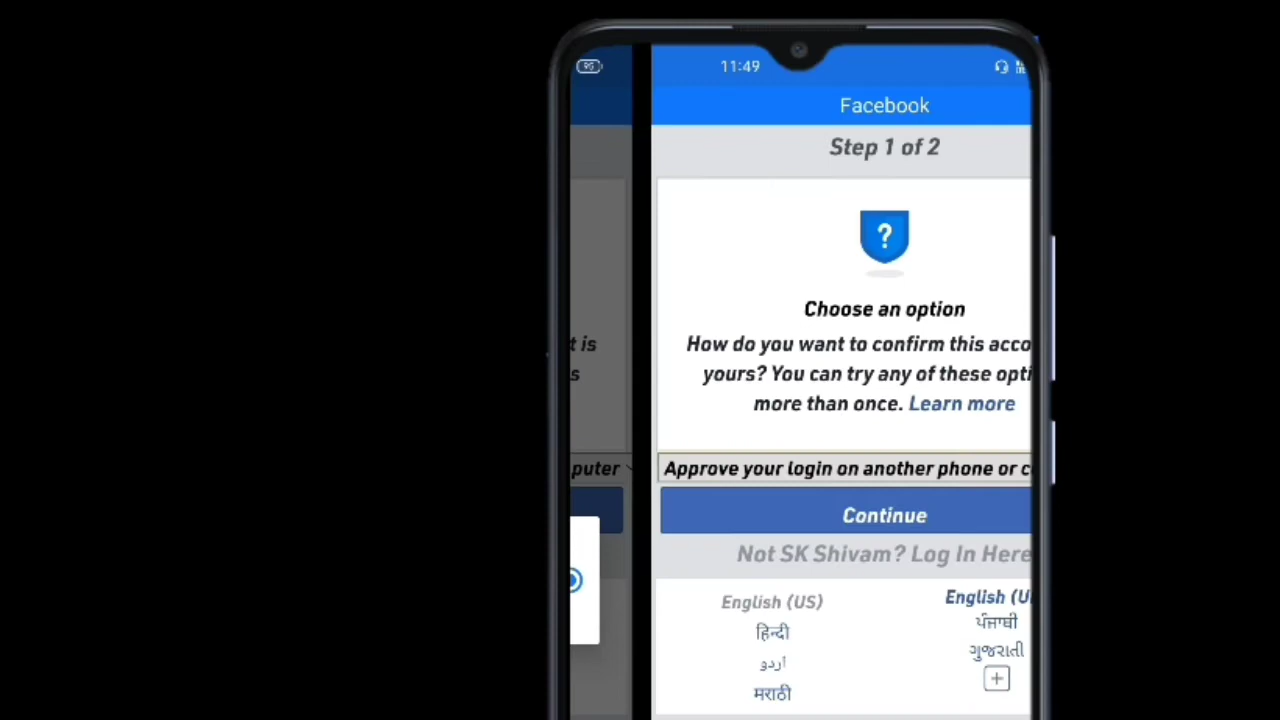 95
11:49
Facebook
Step 1 of 2
?
Choose an option
How do you want to confirm this acco
t is
yours? You can try any of these opti
s
more than once. Learn more
puter
Approve your login on another phone or c
Continue
Not SK Shivam? Log In Here
English (US)
English (U
हिन्दी
ਪੰਜਾਬੀ
اردو
ગુજરાતી
मराठी